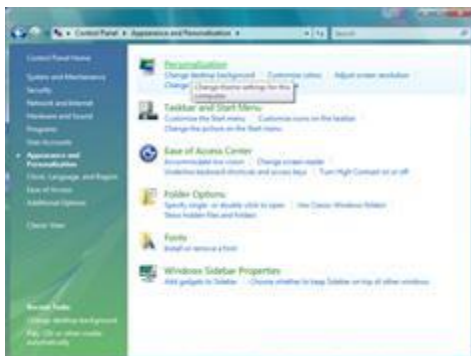 Control Panel ▸ Appearance and Personalization ▸
Search
Control Panel Home
System and Maintenance
Security
Network and Internet
Hardware and Sound
Programs
User Accounts
Appearance and
Personalization
Clock, Language, and Region
Ease of Access
Additional Options
Classic View
Recent Tasks
Change desktop background
Play CDs or other media
automatically
Personalization
Change desktop background
Customize colors
Adjust screen resolution
Change
Change theme settings for this
computer.
Taskbar and Start Menu
Customize the Start menu
Customize icons on the taskbar
Change the picture on the Start menu
Ease of Access Center
Accommodate low vision
Change screen reader
Underline keyboard shortcuts and access keys
Turn High Contrast on or off
Folder Options
Specify single- or double-click to open
Use Classic Windows folders
Show hidden files and folders
Fonts
Install or remove a font
Windows Sidebar Properties
Add gadgets to Sidebar
Choose whether to keep Sidebar on top of other windows